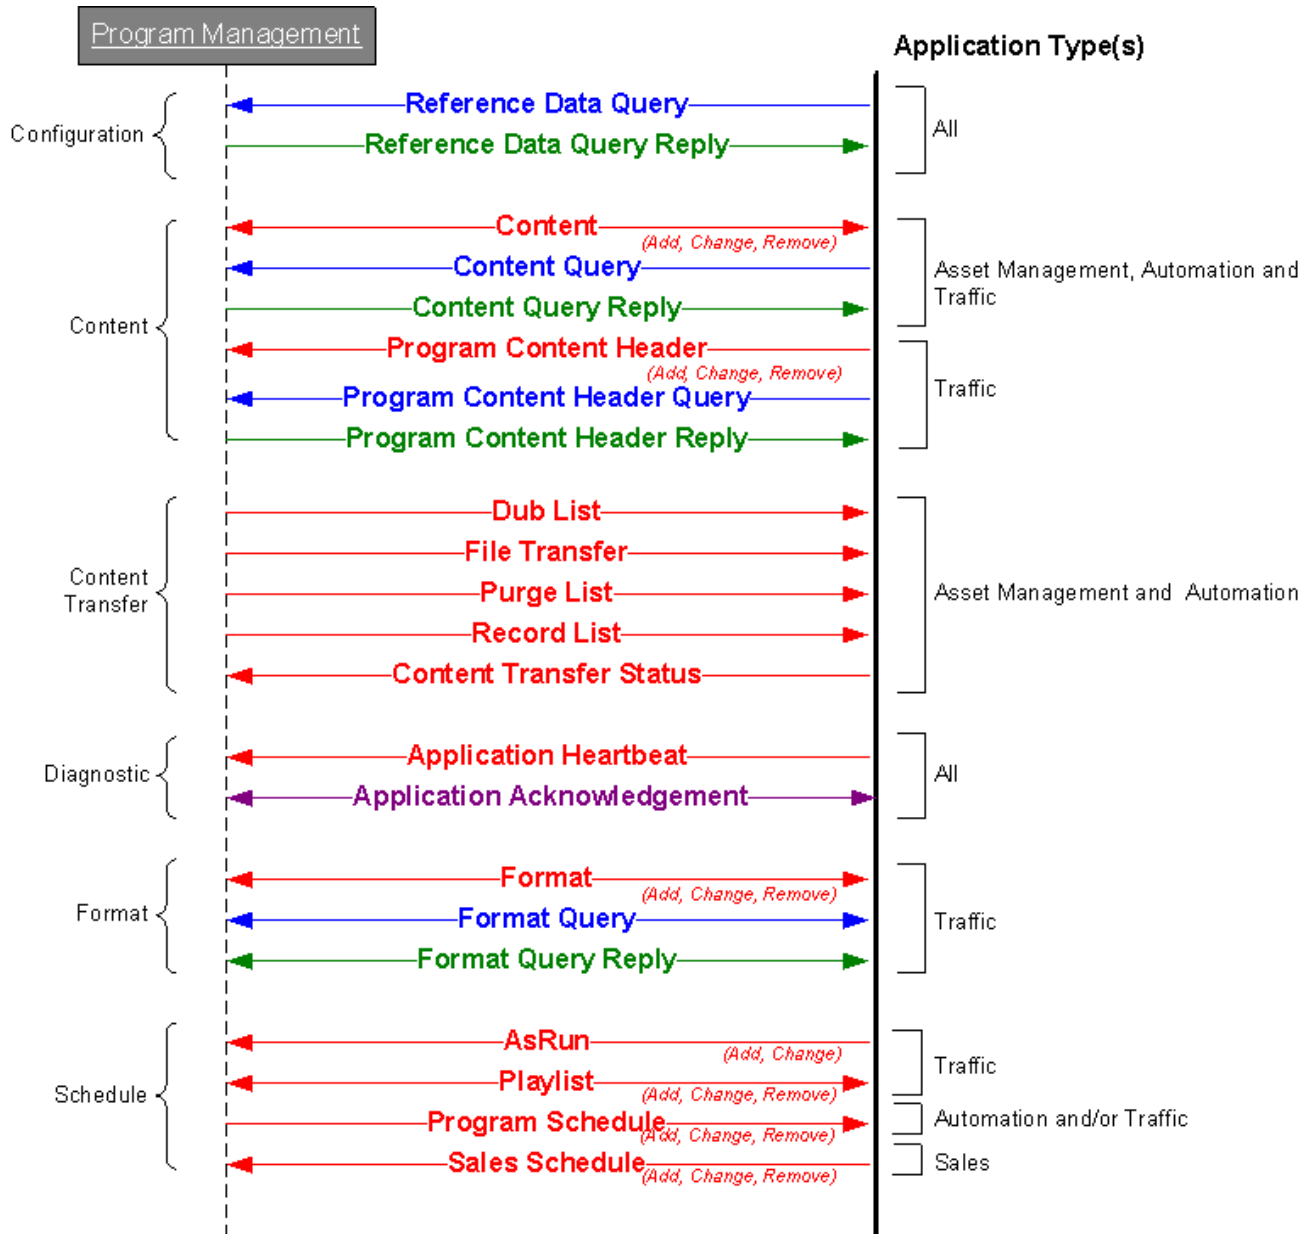 Program Management
Application Type(s)
Configuration
Reference Data Query
Reference Data Query Reply
All
Content
Content
(Add, Change, Remove)
Content Query
Content Query Reply
Asset Management, Automation and
Traffic
Program Content Header
(Add, Change, Remove)
Program Content Header Query
Program Content Header Reply
Traffic
Content
Transfer
Dub List
File Transfer
Purge List
Record List
Content Transfer Status
Asset Management and Automation
Diagnostic
Application Heartbeat
Application Acknowledgement
All
Format
Format
(Add, Change, Remove)
Format Query
Format Query Reply
Traffic
Schedule
AsRun
(Add, Change)
Playlist
(Add, Change, Remove)
Traffic
Program Schedule
(Add, Change, Remove)
Automation and/or Traffic
Sales Schedule
(Add, Change, Remove)
Sales